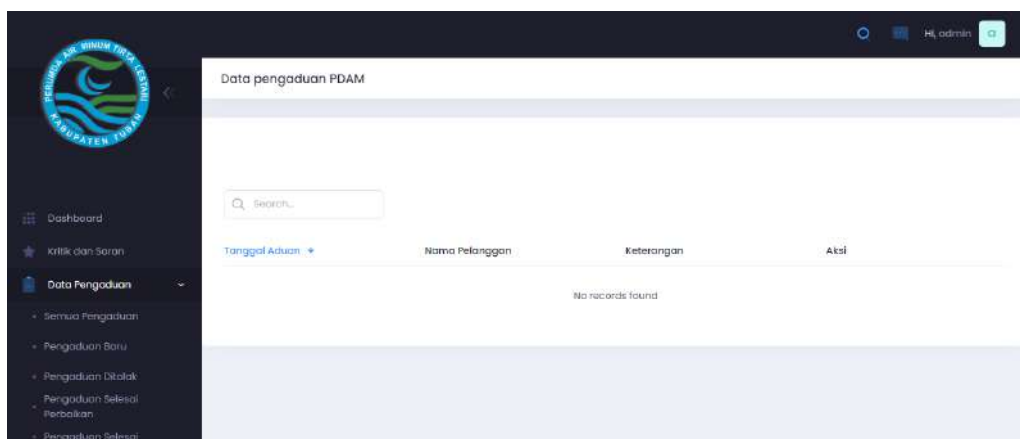 Hi, admin
a
PERUMDA AIR MINUM TIRTA LESTARI
KABUPATEN TUBAN
Data pengaduan PDAM
Search...
Dashboard
Kritik dan Saran
Data Pengaduan
Semua Pengaduan
Pengaduan Baru
Pengaduan Ditolak
Pengaduan Selesai
Perbaikan
Pengaduan Selesai
Tanggal Aduan Nama Pelanggan Keterangan Aksi
No records found